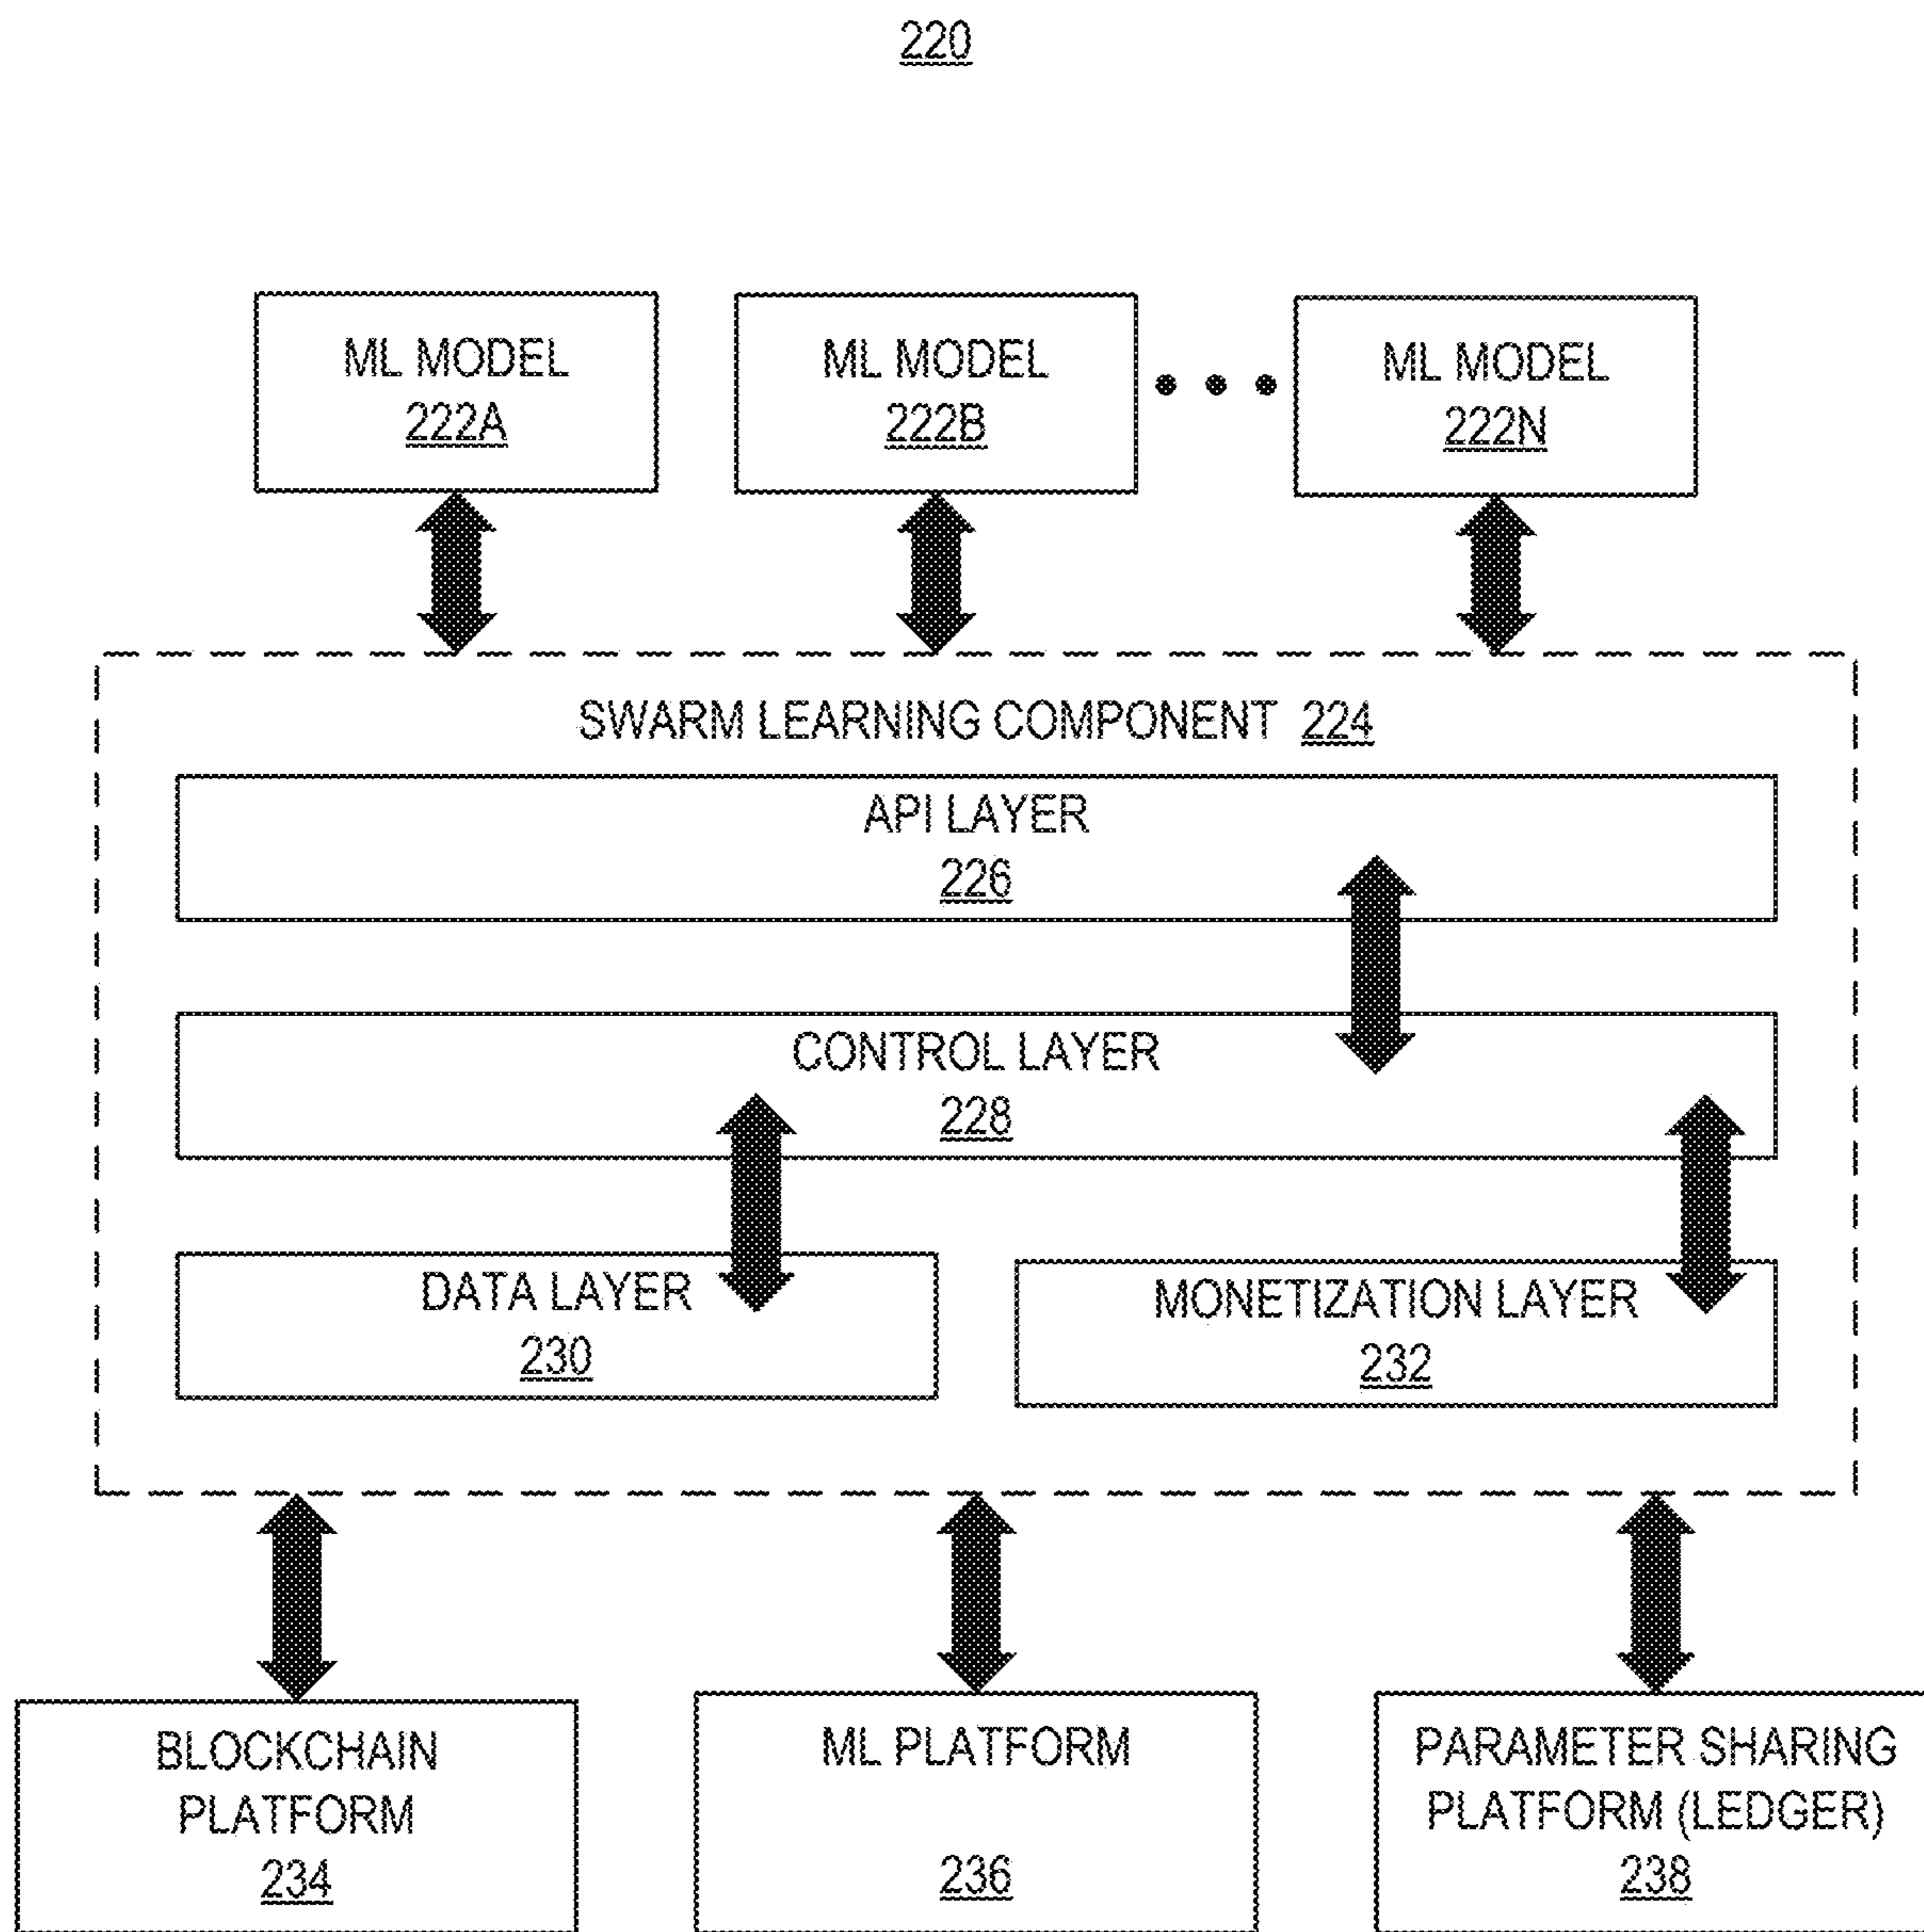 220
ML MODEL
222A
ML MODEL
222B
ML MODEL
222N
SWARM LEARNING COMPONENT 224
API LAYER
226
CONTROL LAYER
228
DATA LAYER
230
MONETIZATION LAYER
232
BLOCKCHAIN
PLATFORM
234
ML PLATFORM
236
PARAMETER SHARING
PLATFORM (LEDGER)
238